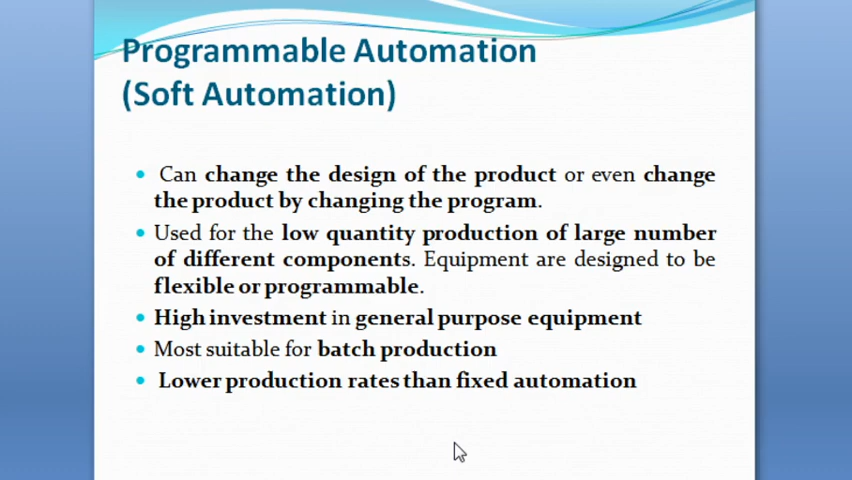 Programmable Automation
(Soft Automation)
• Can change the design of the product or even change
the product by changing the program.
• Used for the low quantity production of large number
of different components. Equipment are designed to be
flexible or programmable.
• High investment in general purpose equipment
• Most suitable for batch production
• Lower production rates than fixed automation